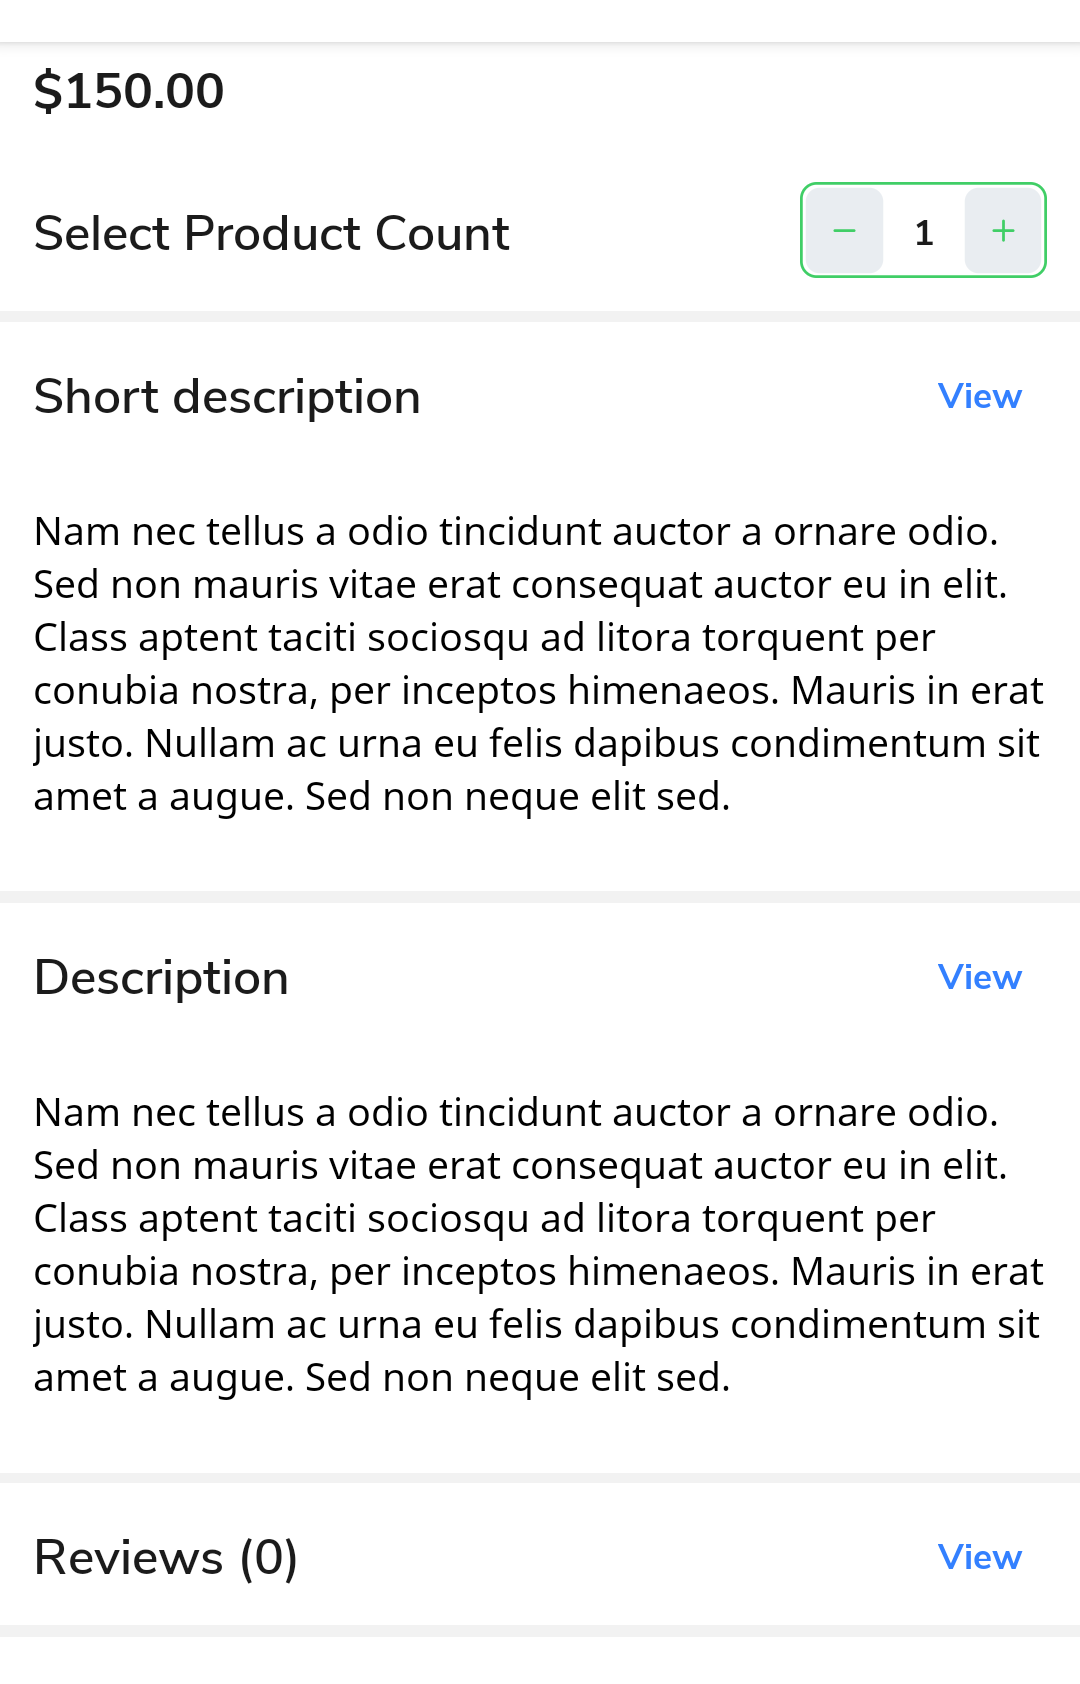 $150.00
Select Product Count
− 1 +
Short description View
Nam nec tellus a odio tincidunt auctor a ornare odio.
Sed non mauris vitae erat consequat auctor eu in elit.
Class aptent taciti sociosqu ad litora torquent per
conubia nostra, per inceptos himenaeos. Mauris in erat
justo. Nullam ac urna eu felis dapibus condimentum sit
amet a augue. Sed non neque elit sed.
Description View
Nam nec tellus a odio tincidunt auctor a ornare odio.
Sed non mauris vitae erat consequat auctor eu in elit.
Class aptent taciti sociosqu ad litora torquent per
conubia nostra, per inceptos himenaeos. Mauris in erat
justo. Nullam ac urna eu felis dapibus condimentum sit
amet a augue. Sed non neque elit sed.
Reviews (0) View